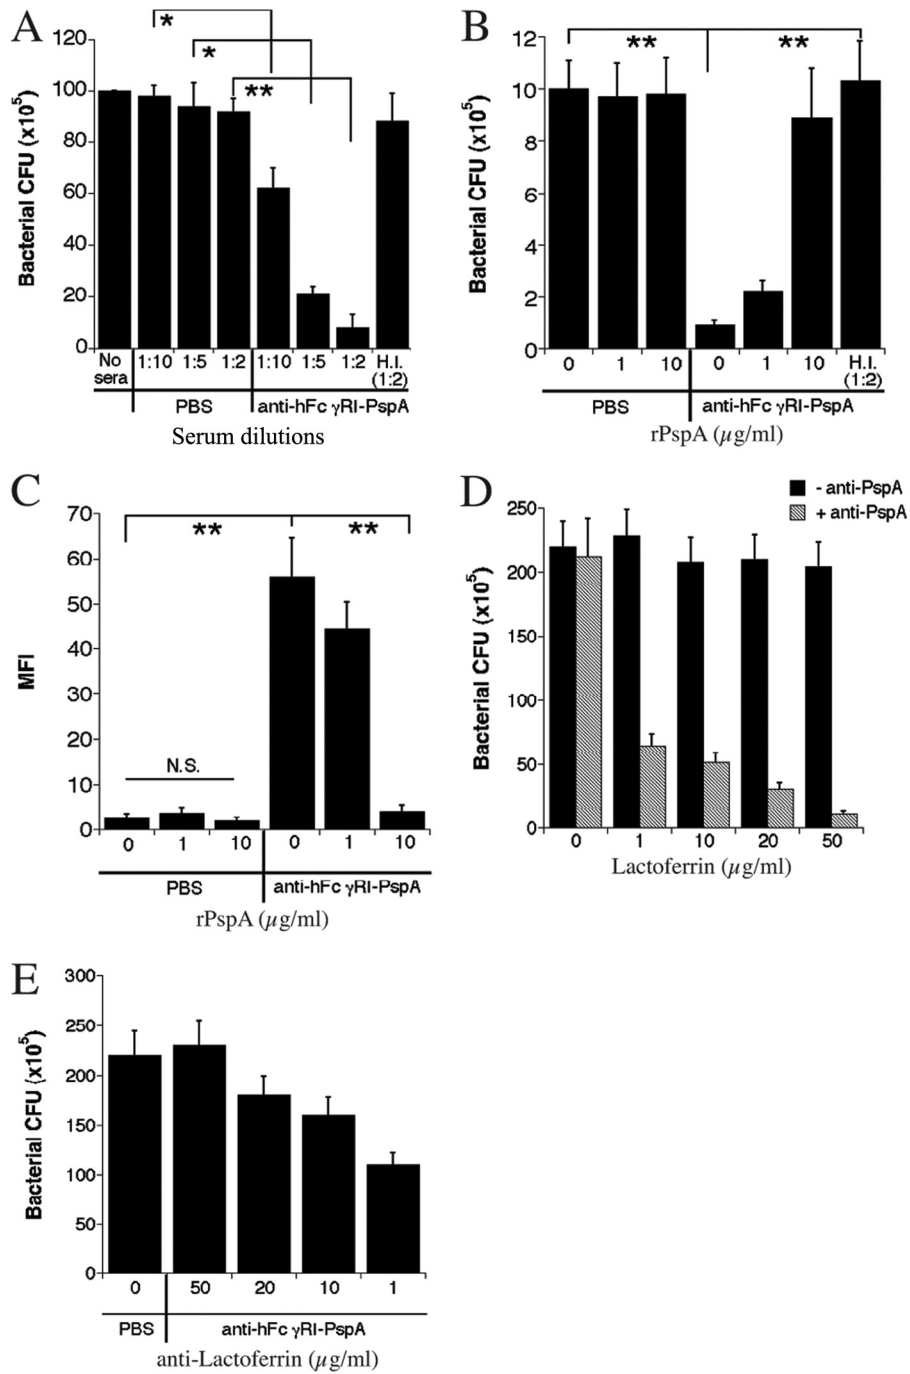 A
Bacterial CFU (x10⁵)
120
100
80
60
40
20
0
*
*
**
No sera
1:10 1:5 1:2 1:10 1:5 1:2 H.I. (1:2)
PBS anti-hFc γRI-PspA
Serum dilutions
B
Bacterial CFU (x10⁵)
12
10
8
6
4
2
0
** **
0 1 10 0 1 10 H.I. (1:2)
PBS anti-hFc γRI-PspA
rPspA (µg/ml)
C
MFI
70
60
50
40
30
20
10
0
** **
N.S.
0 1 10 0 1 10
PBS anti-hFc γRI-PspA
rPspA (µg/ml)
D
- anti-PspA
+ anti-PspA
Bacterial CFU (x10⁵)
250
200
150
100
50
0
0 1 10 20 50
Lactoferrin (µg/ml)
E
Bacterial CFU (x10⁵)
300
250
200
150
100
50
0
0 50 20 10 1
PBS anti-hFc γRI-PspA
anti-Lactoferrin (µg/ml)